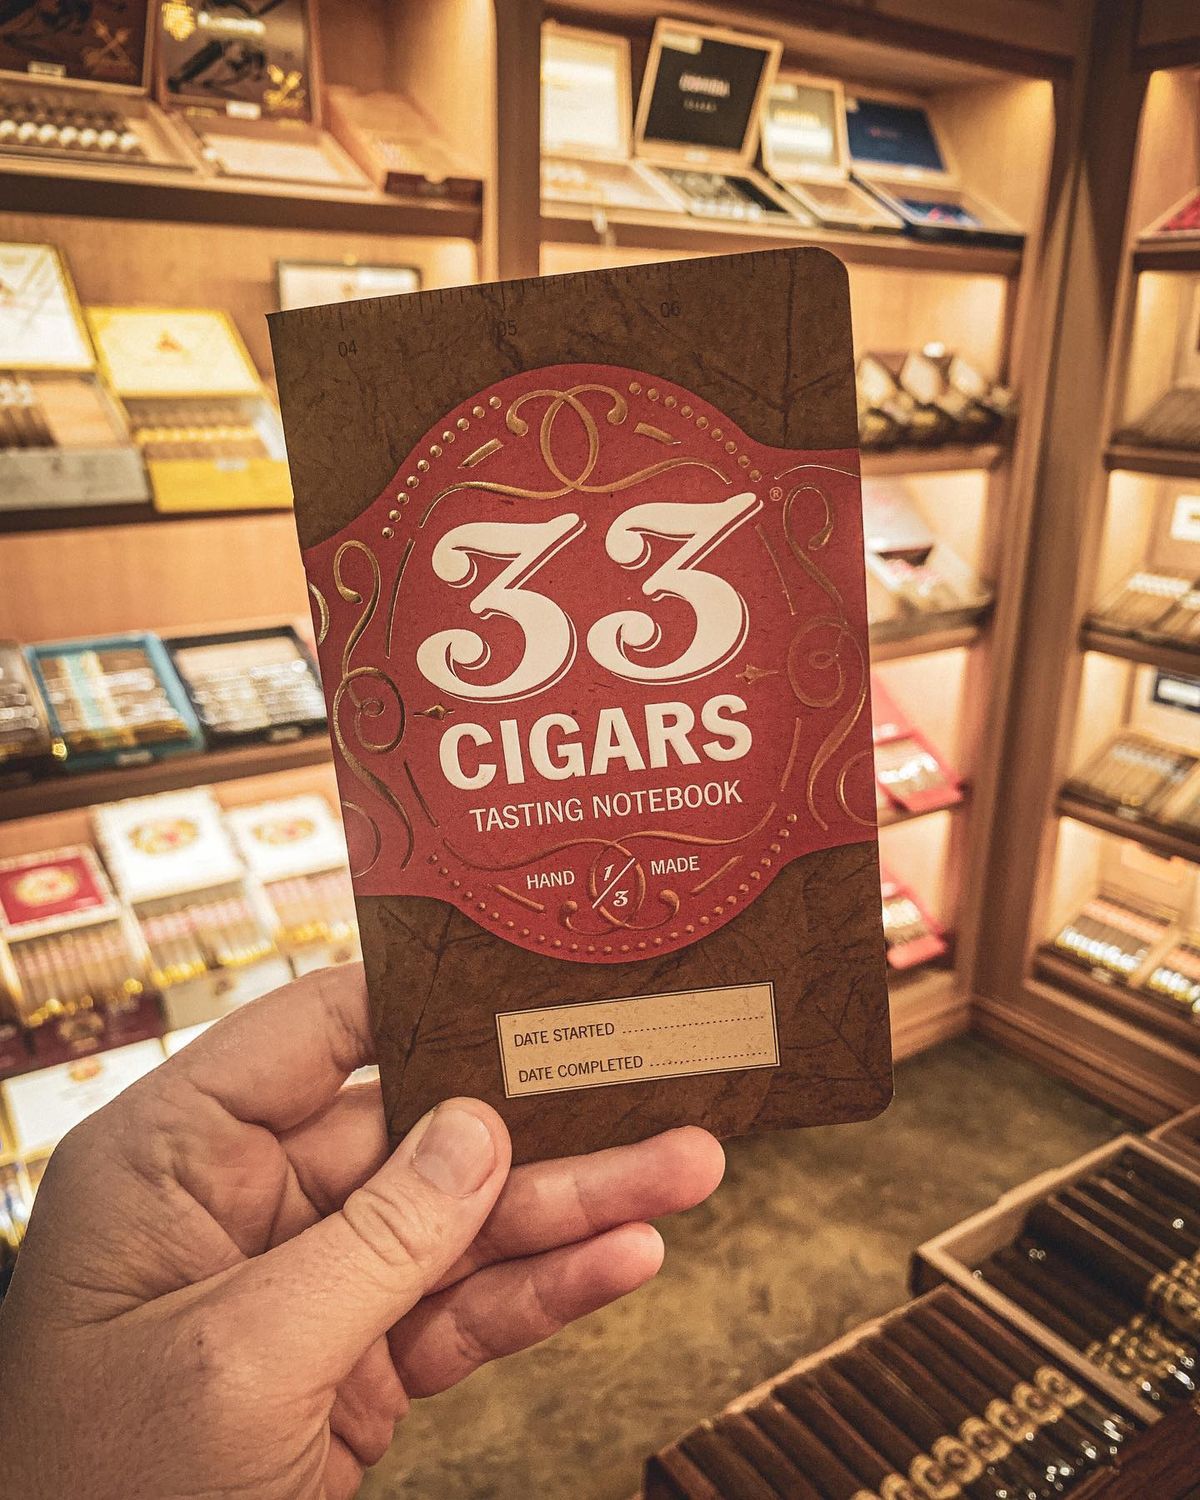 04 05 06
33®
CIGARS
TASTING NOTEBOOK
HAND 1/3 MADE
DATE STARTED
DATE COMPLETED